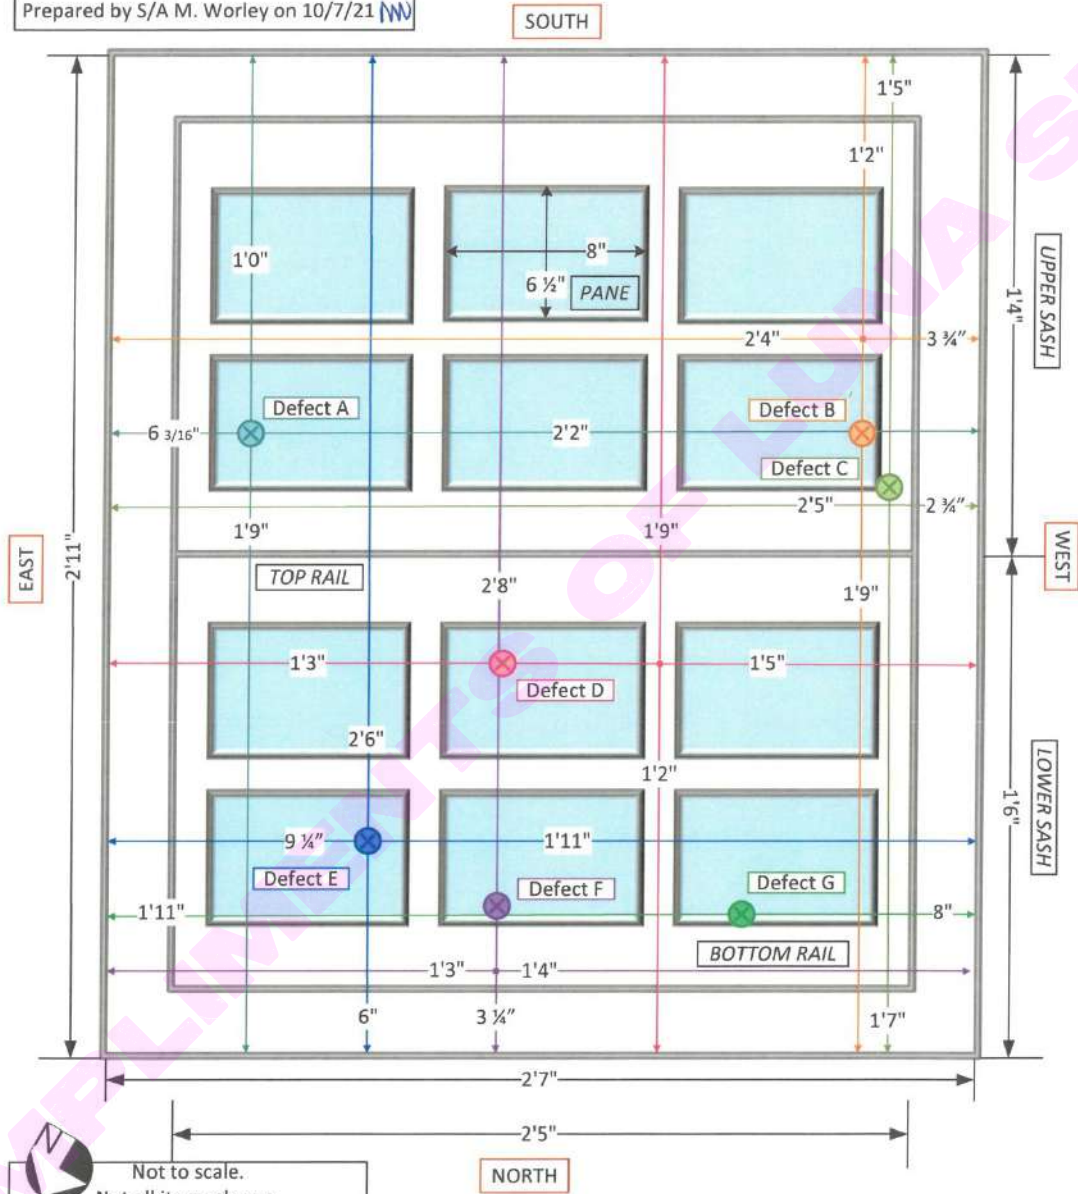 Prepared by S/A M. Worley on 10/7/21 MW
SOUTH
1'5"
1'2"
1'0"
8"
6 ½"
PANE
UPPER SASH
1'4"
2'4"
3 ¾"
Defect A
Defect B
6 3/16"
2'2"
Defect C
2'5"
2 ¾"
1'9"
1'9"
EAST
2'11"
WEST
TOP RAIL
2'8"
1'9"
1'3"
1'5"
Defect D
2'6"
1'2"
LOWER SASH
1'6"
9 ¼"
1'11"
Defect E
Defect F
Defect G
1'11"
8"
BOTTOM RAIL
1'3"
1'4"
6"
3 ¼"
1'7"
2'7"
2'5"
N
Not to scale.
NORTH
COMPLIMENTS OF LUNA S